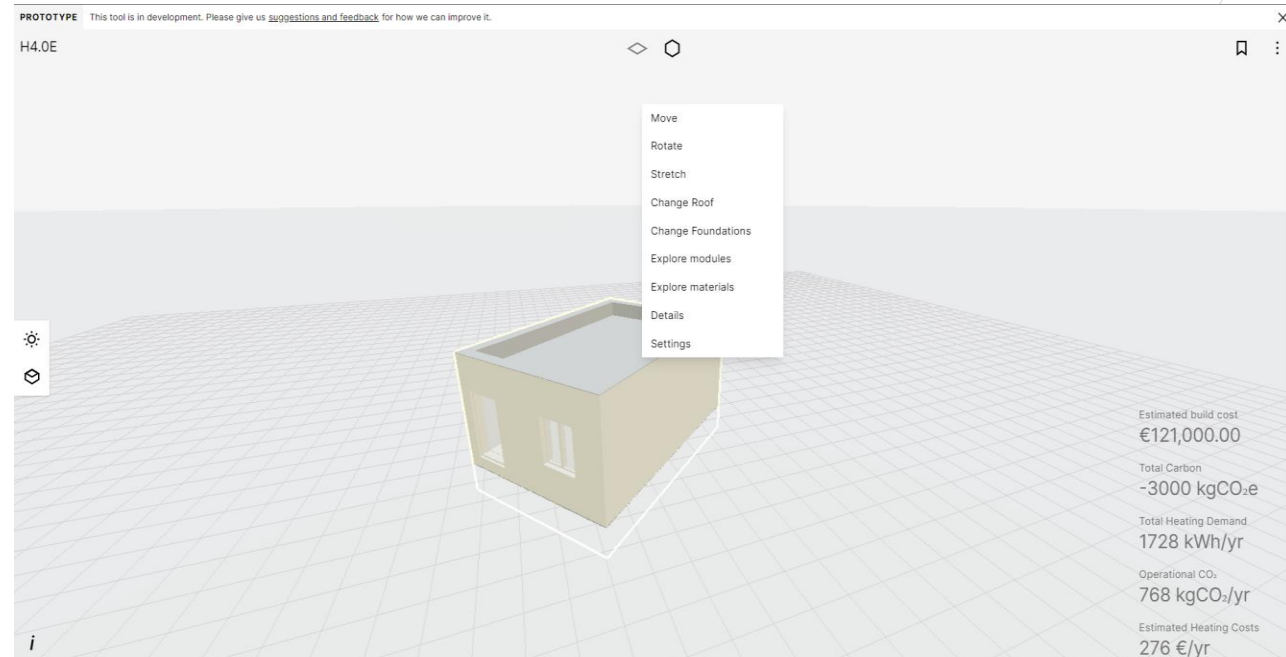 PROTOTYPE This tool is in development. Please give us suggestions and feedback for how we can improve it.
H4.0E
Move
Rotate
Stretch
Change Roof
Change Foundations
Explore modules
Explore materials
Details
Settings
Estimated build cost
€121,000.00
Total Carbon
-3000 kgCO₂e
Total Heating Demand
1728 kWh/yr
Operational CO₂
768 kgCO₂/yr
Estimated Heating Costs
276 €/yr
i